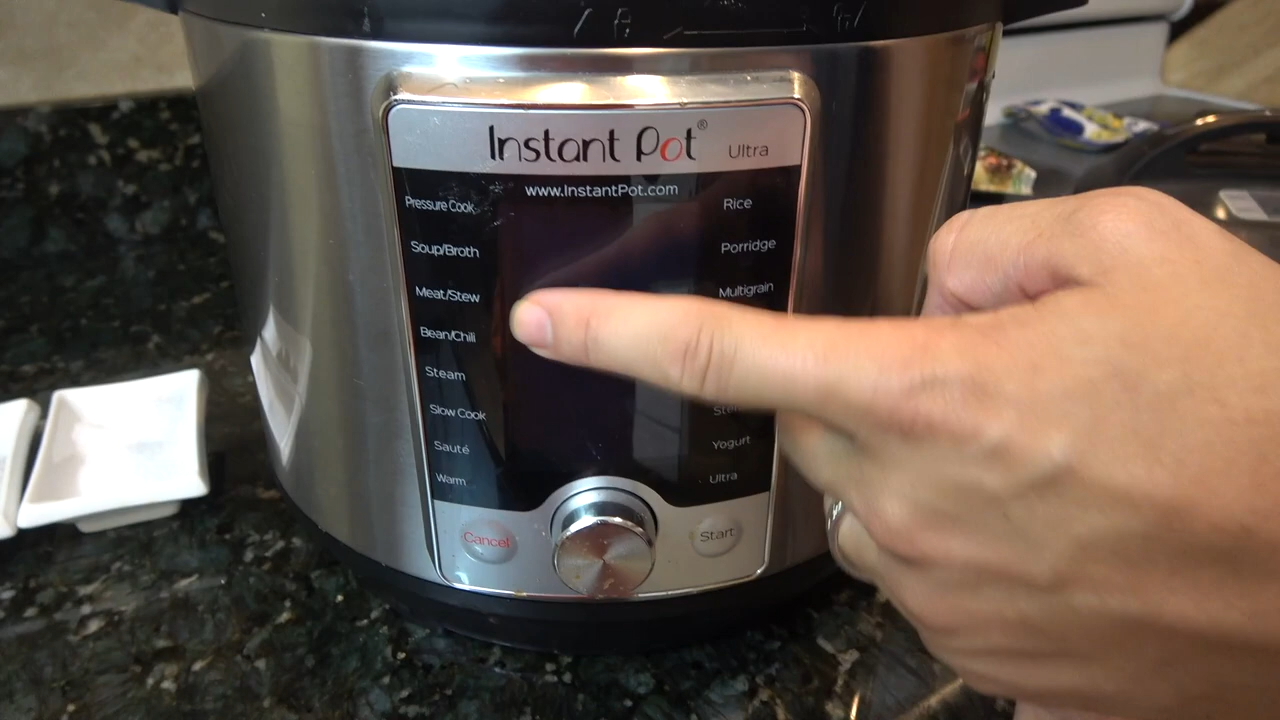 Instant Pot® Ultra
www.InstantPot.com
Pressure Cook
Soup/Broth
Meat/Stew
Bean/Chili
Steam
Slow Cook
Sauté
Warm
Rice
Porridge
Multigrain
Yogurt
Ultra
Cancel
Start